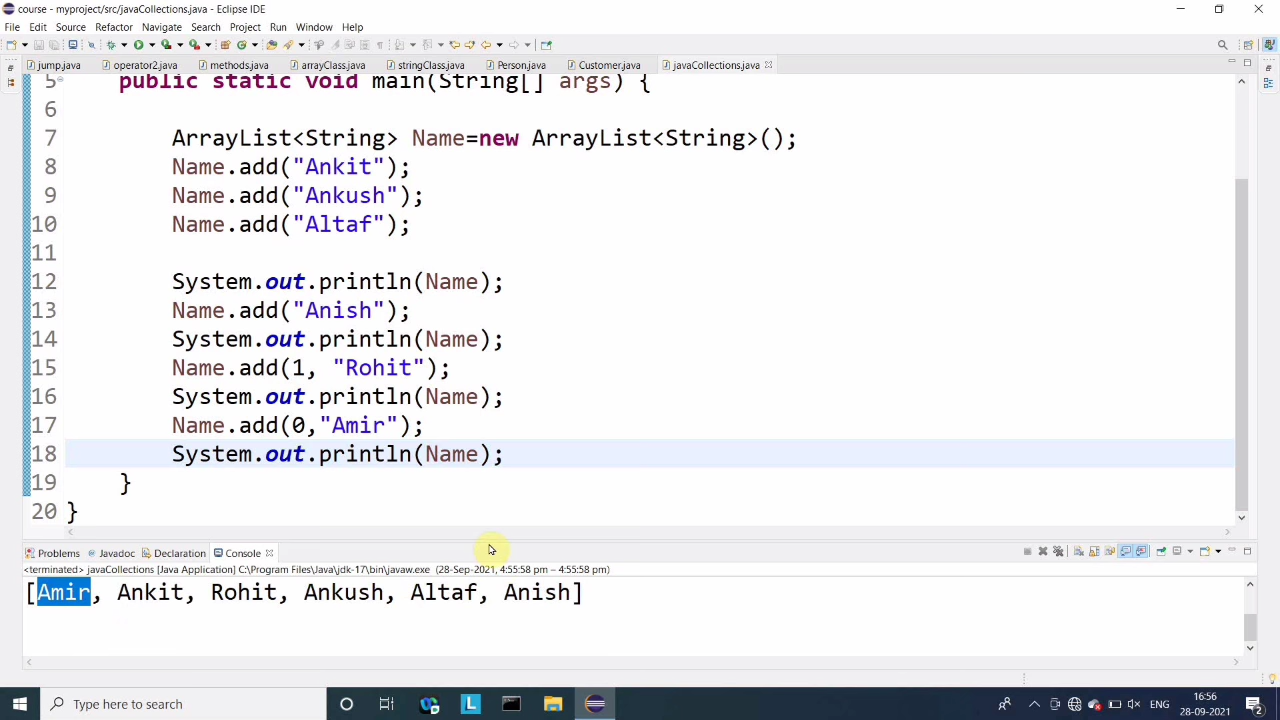 course - myproject/src/javaCollections.java - Eclipse IDE
File Edit Source Refactor Navigate Search Project Run Window Help
jump.java operator2.java methods.java arrayClass.java stringClass.java Person.java Customer.java javaCollections.java
5 public static void main(String[] args) {
6
7 ArrayList<String> Name=new ArrayList<String>();
8 Name.add("Ankit");
9 Name.add("Ankush");
10 Name.add("Altaf");
11
12 System.out.println(Name);
13 Name.add("Anish");
14 System.out.println(Name);
15 Name.add(1, "Rohit");
16 System.out.println(Name);
17 Name.add(0,"Amir");
18 System.out.println(Name);
19 }
20 }
Problems Javadoc Declaration Console
<terminated> javaCollections [Java Application] C:\Program Files\Java\jdk-17\bin\javaw.exe (28-Sep-2021, 4:55:58 pm – 4:55:58 pm)
[Amir, Ankit, Rohit, Ankush, Altaf, Anish]
Type here to search
L
ENG
16:56
28-09-2021
2